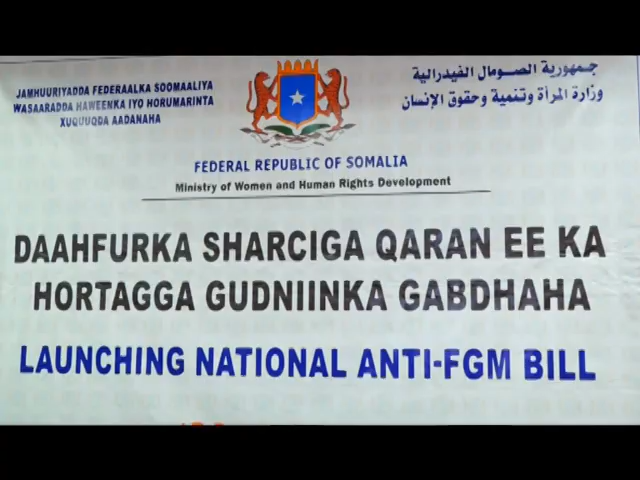 JAMHUURIYADDA FEDERAALKA SOOMAALIYA
WASAARADDA HAWEENKA IYO HORUMARINTA
XUQUUQDA AADANAHA
جمهورية الصومال الفيدرالية
وزارة المرأة وتنمية وحقوق الإنسان
FEDERAL REPUBLIC OF SOMALIA
Ministry of Women and Human Rights Development
DAAHFURKA SHARCIGA QARAN EE KA
HORTAGGA GUDNIINKA GABDHAHA
LAUNCHING NATIONAL ANTI-FGM BILL